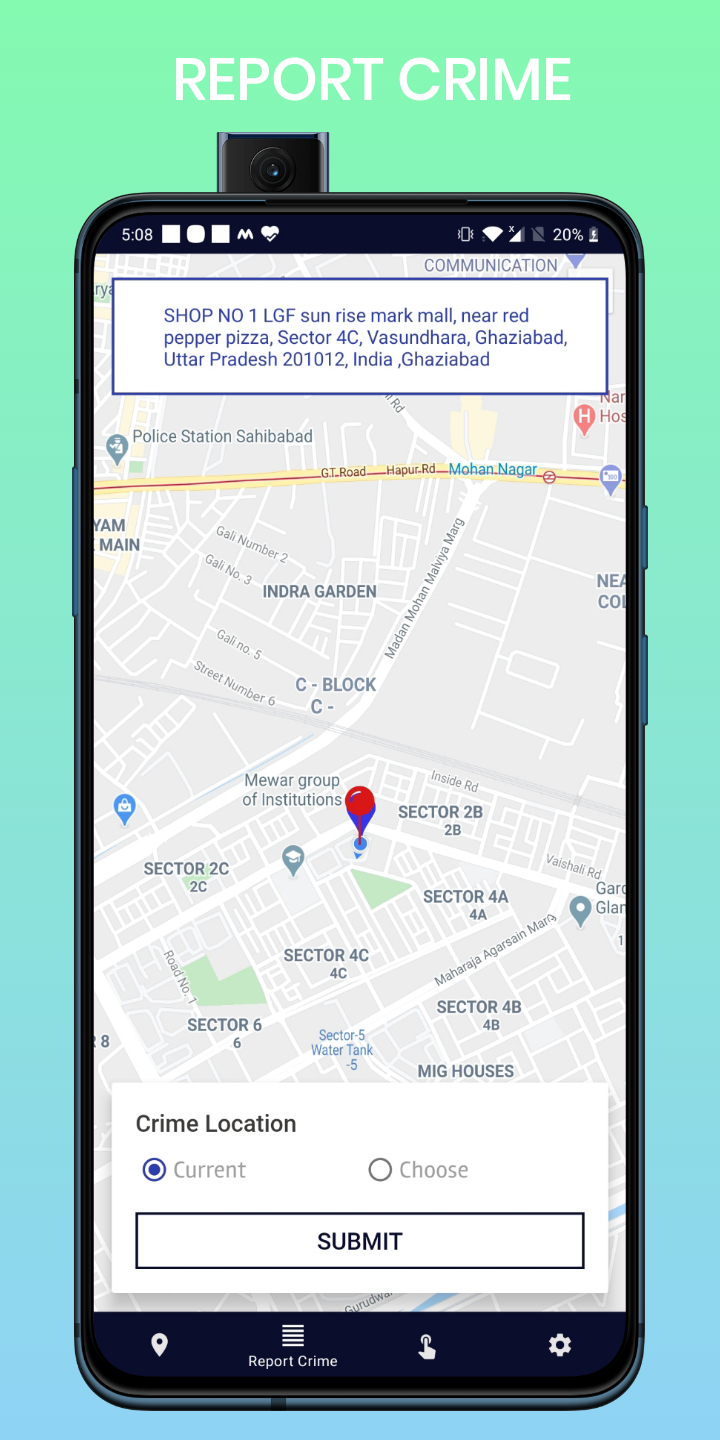 REPORT CRIME
5:08
20%
COMMUNICATION
SHOP NO 1 LGF sun rise mark mall, near red
pepper pizza, Sector 4C, Vasundhara, Ghaziabad,
Uttar Pradesh 201012, India ,Ghaziabad
Rd
Police Station Sahibabad
GT Road
Hapur Rd
Mohan Nagar
YAM
MAIN
Gali Number 2
Gali No. 3
INDRA GARDEN
Madan Mohan Malviya Marg
Gali no. 5
Street Number 6
C - BLOCK
C -
Mewar group
of Institutions
Inside Rd
SECTOR 2B
2B
SECTOR 2C
2C
Vaishali Rd
SECTOR 4A
4A
Maharaja Agarsain Marg
SECTOR 4C
4C
Road No. 1
SECTOR 4B
4B
SECTOR 6
6
8
Sector-5
Water Tank
-5
MIG HOUSES
Crime Location
Current
Choose
SUBMIT
Report Crime